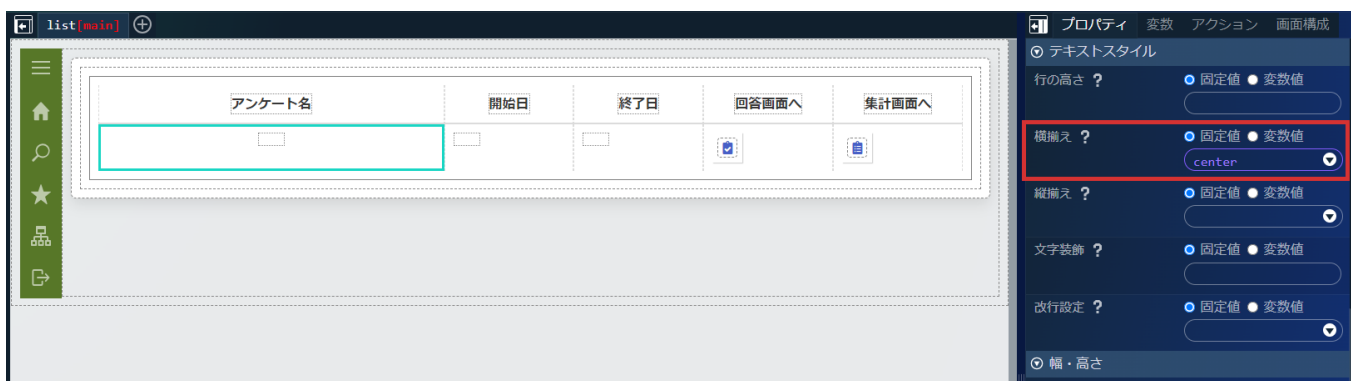 list[main]
アンケート名 開始日 終了日 回答画面へ 集計画面へ
プロパティ 変数 アクション 画面構成
テキストスタイル
行の高さ ? 固定値 変数値
横揃え ? 固定値 変数値
center
縦揃え ? 固定値 変数値
文字装飾 ? 固定値 変数値
改行設定 ? 固定値 変数値
幅・高さ